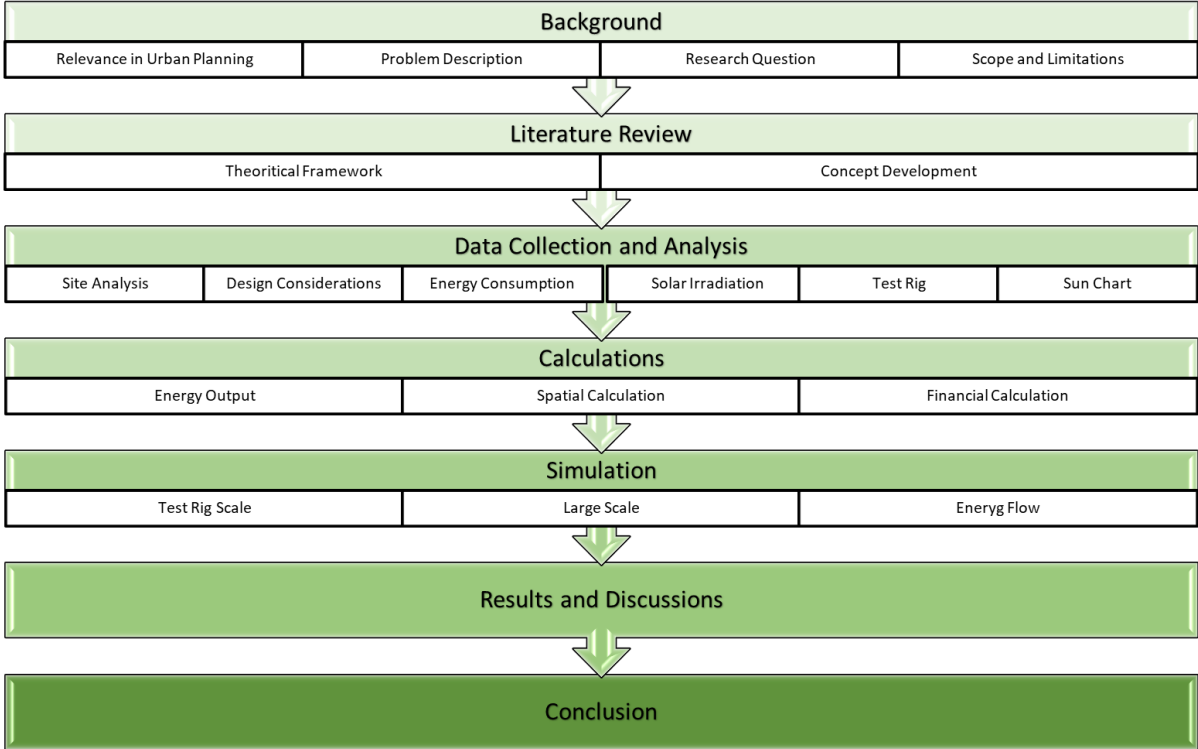 Background
Relevance in Urban Planning
Problem Description
Research Question
Scope and Limitations
Literature Review
Theoritical Framework
Concept Development
Data Collection and Analysis
Site Analysis
Design Considerations
Energy Consumption
Solar Irradiation
Test Rig
Sun Chart
Calculations
Energy Output
Spatial Calculation
Financial Calculation
Simulation
Test Rig Scale
Large Scale
Eneryg Flow
Results and Discussions
Conclusion